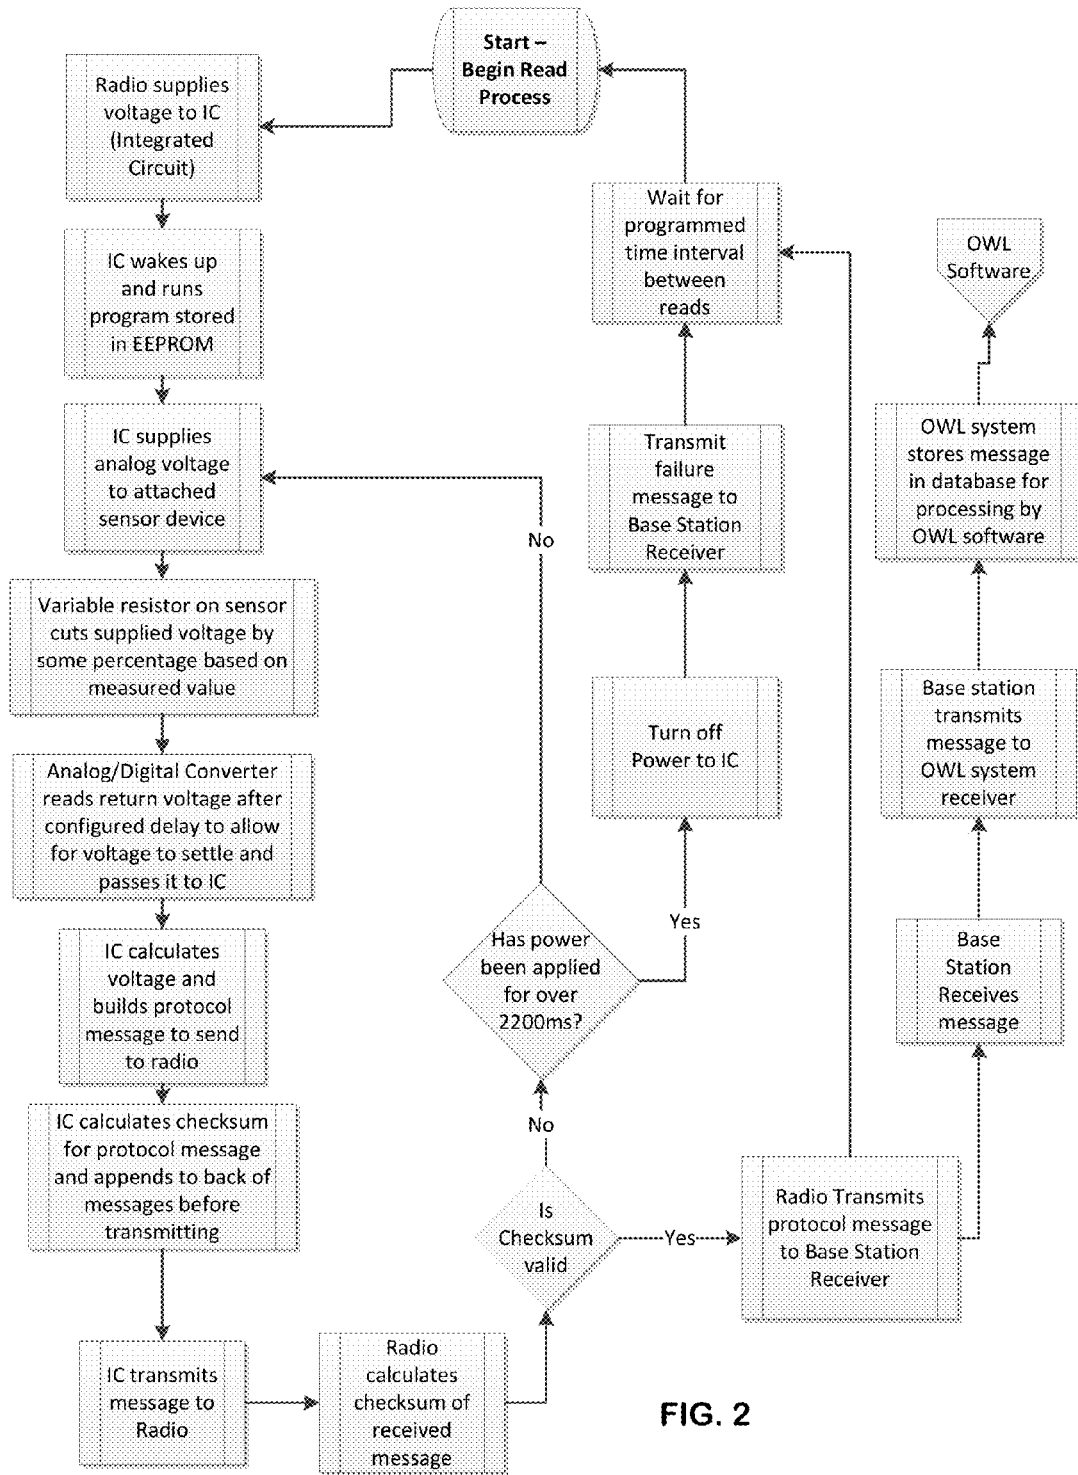 Start –
Begin Read
Process
Radio supplies
voltage to IC
(Integrated
Circuit)
IC wakes up
and runs
program stored
in EEPROM
IC supplies
analog voltage
to attached
sensor device
Variable resistor on sensor
cuts supplied voltage by
some percentage based on
measured value
Analog/Digital Converter
reads return voltage after
configured delay to allow
for voltage to settle and
passes it to IC
IC calculates
voltage and
builds protocol
message to send
to radio
IC calculates checksum
for protocol message
and appends to back of
messages before
transmitting
IC transmits
message to
Radio
Radio
calculates
checksum of
received
message
Is
Checksum
valid
No
Yes
Has power
been applied
for over
2200ms?
No
Yes
Turn off
Power to IC
Transmit
failure
message to
Base Station
Receiver
Wait for
programmed
time interval
between
reads
Radio Transmits
protocol message
to Base Station
Receiver
Base
Station
Receives
message
Base station
transmits
message to
OWL system
receiver
OWL system
stores message
in database for
processing by
OWL software
OWL
Software
FIG. 2